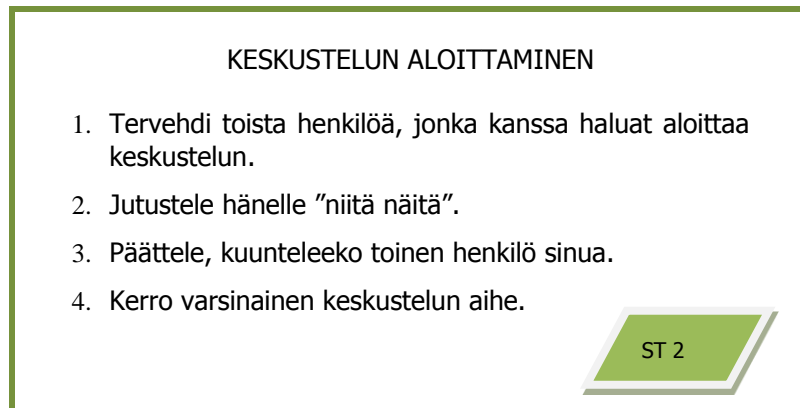 KESKUSTELUN ALOITTAMINEN
1. Tervehdi toista henkilöä, jonka kanssa haluat aloittaa
keskustelun.
2. Jutustele hänelle ”niitä näitä”.
3. Päättele, kuunteleeko toinen henkilö sinua.
4. Kerro varsinainen keskustelun aihe.
ST 2